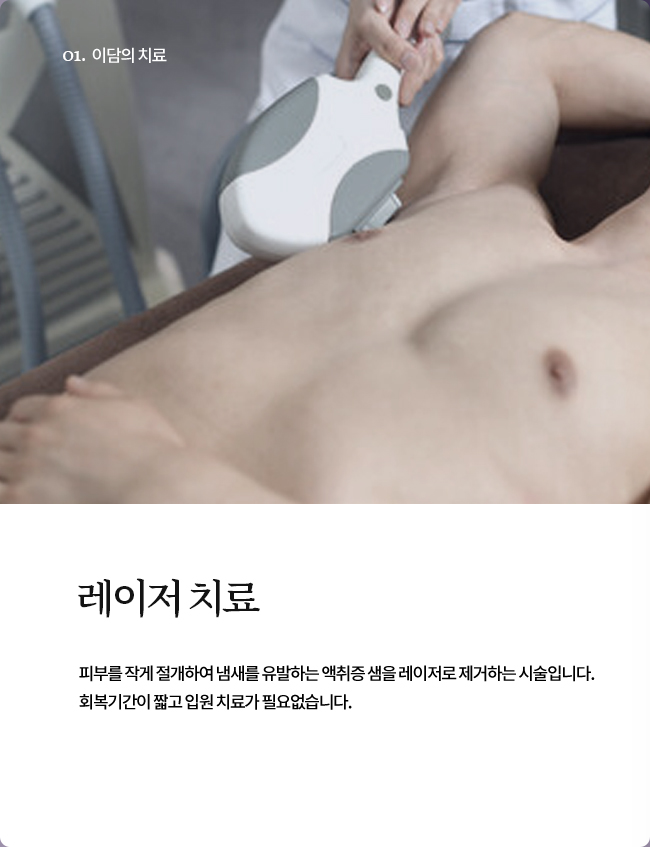 01. 이담의 치료
레이저 치료
피부를 작게 절개하여 냄새를 유발하는 액취증 샘을 레이저로 제거하는 시술입니다.
회복기간이 짧고 입원 치료가 필요없습니다.